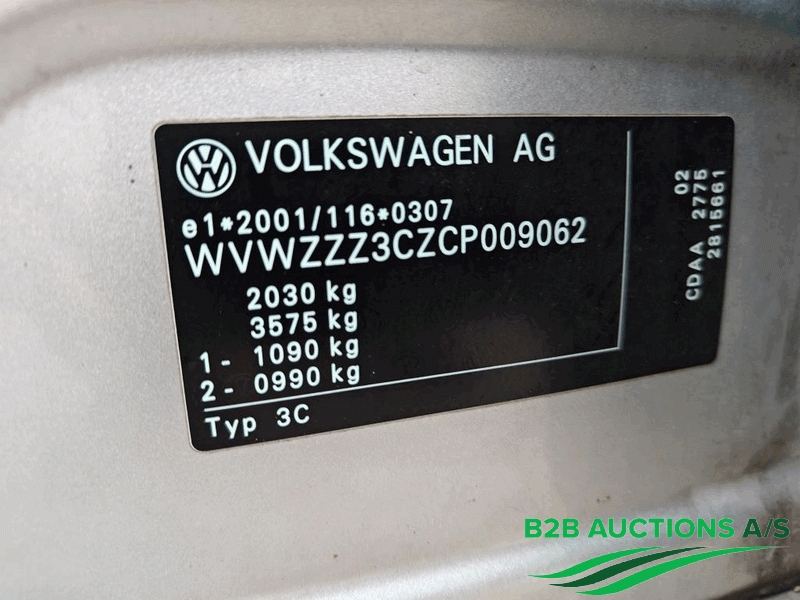 VOLKSWAGEN AG
e1*2001/116*0307
WVWZZZ3CZCP009062
2030 kg
3575 kg
1- 1090 kg
2- 0990 kg
Typ 3C
02
CDAA 2775
2815661
B2B AUCTIONS A/S